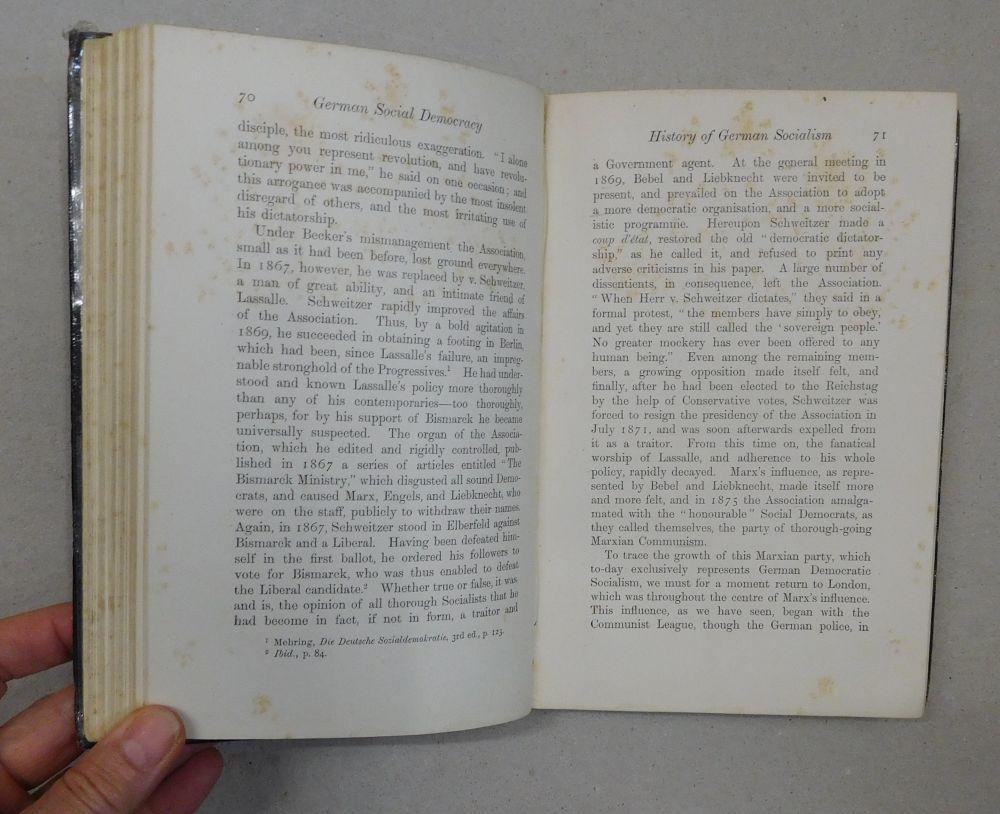 70
German Social Democracy
disciple, the most ridiculous exaggeration. "I alone
among you represent revolution, and have revolu-
tionary power in me," he said on one occasion; and
this arrogance was accompanied by the most insolent
disregard of others, and the most irritating use of
his dictatorship.
Under Becker's mismanagement the Association,
small as it had been before, lost ground everywhere.
In 1867, however, he was replaced by v. Schweitzer,
a man of great ability, and an intimate friend of
Lassalle. Schweitzer rapidly improved the affairs
of the Association. Thus, by a bold agitation in
1869, he succeeded in obtaining a footing in Berlin,
which had been, since Lassalle's failure, an impreg-
nable stronghold of the Progressives.¹ He had under-
stood and known Lassalle's policy more thoroughly
than any of his contemporaries—too thoroughly,
perhaps, for by his support of Bismarck he became
universally suspected. The organ of the Associa-
tion, which he edited and rigidly controlled, pub-
lished in 1867 a series of articles entitled "The
Bismarck Ministry," which disgusted all sound Demo-
crats, and caused Marx, Engels, and Liebknecht, who
were on the staff, publicly to withdraw their names.
Again, in 1867, Schweitzer stood in Elberfeld against
Bismarck and a Liberal. Having been defeated him-
self in the first ballot, he ordered his followers to
vote for Bismarck, who was thus enabled to defeat
the Liberal candidate.² Whether true or false, it was
and is, the opinion of all thorough Socialists that he
had become in fact, if not in form, a traitor and
¹ Mehring, Die Deutsche Sozialdemokratie, 3rd ed., p. 125.
² Ibid., p. 84.
History of German Socialism 71
a Government agent. At the general meeting in
1869, Bebel and Liebknecht were invited to be
present, and prevailed on the Association to adopt
a more democratic organisation, and a more social-
istic programme. Hereupon Schweitzer made a
coup d'état, restored the old "democratic dictator-
ship," as he called it, and refused to print any
adverse criticisms in his paper. A large number of
dissentients, in consequence, left the Association.
"When Herr v. Schweitzer dictates," they said in a
formal protest, "the members have simply to obey,
and yet they are still called the 'sovereign people.'
No greater mockery has ever been offered to any
human being." Even among the remaining mem-
bers, a growing opposition made itself felt, and
finally, after he had been elected to the Reichstag
by the help of Conservative votes, Schweitzer was
forced to resign the presidency of the Association in
July 1871, and was soon afterwards expelled from
it as a traitor. From this time on, the fanatical
worship of Lassalle, and adherence to his whole
policy, rapidly decayed. Marx's influence, as repre-
sented by Bebel and Liebknecht, made itself more
and more felt, and in 1875 the Association amalga-
mated with the "honourable" Social Democrats, as
they called themselves, the party of thorough-going
Marxian Communism.
To trace the growth of this Marxian party, which
to-day exclusively represents German Democratic
Socialism, we must for a moment return to London,
which was throughout the centre of Marx's influence.
This influence, as we have seen, began with the
Communist League, though the German police, in